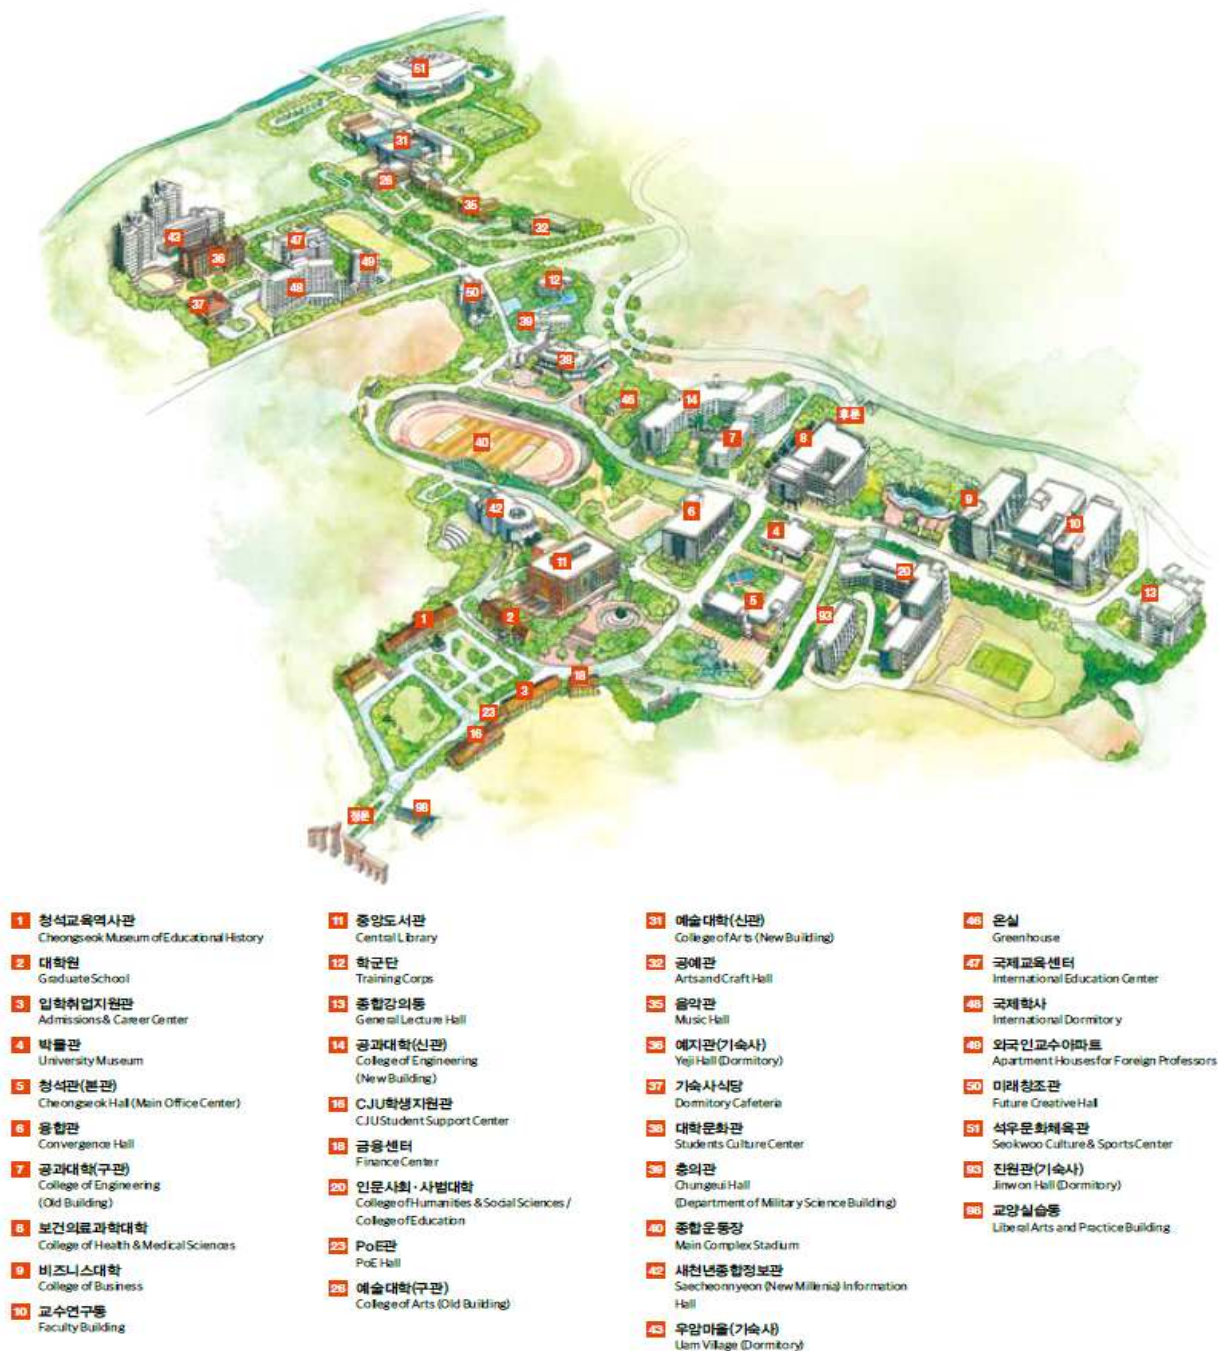 51
31
26
35
32
43
36
47
49
48
37
50
12
39
38
46
14
7
8
후문
40
42
6
9
10
4
11
20
5
13
93
1
2
18
3
23
16
98
정문
1 청석교육역사관
Cheongseok Museum of Educational History
2 대학원
Graduate School
3 입학취업지원관
Admissions & Career Center
4 박물관
University Museum
5 청석관(본관)
Cheongseok Hall (Main Office Center)
6 융합관
Convergence Hall
7 공과대학(구관)
College of Engineering
(Old Building)
8 보건의료과학대학
College of Health & Medical Sciences
9 비즈니스대학
College of Business
10 교수연구동
Faculty Building
11 중앙도서관
Central Library
12 학군단
Training Corps
13 종합강의동
General Lecture Hall
14 공과대학(신관)
College of Engineering
(New Building)
16 CJU학생지원관
CJU Student Support Center
18 금융센터
Finance Center
20 인문사회·사범대학
College of Humanities & Social Sciences /
College of Education
23 PoE관
PoE Hall
26 예술대학(구관)
College of Arts (Old Building)
31 예술대학(신관)
College of Arts (New Building)
32 공예관
Arts and Craft Hall
35 음악관
Music Hall
36 예지관(기숙사)
Yeji Hall (Dormitory)
37 기숙사식당
Dormitory Cafeteria
38 대학문화관
Students Culture Center
39 충의관
Chungeui Hall
(Department of Military Science Building)
40 종합운동장
Main Complex Stadium
42 새천년종합정보관
Saecheonnyeon (New Millenia) Information
Hall
43 우암마을(기숙사)
Uam Village (Dormitory)
46 온실
Greenhouse
47 국제교육센터
International Education Center
48 국제학사
International Dormitory
49 외국인교수아파트
Apartment Houses for Foreign Professors
50 미래창조관
Future Creative Hall
51 석우문화체육관
Seokwoo Culture & Sports Center
93 진원관(기숙사)
Jinwon Hall (Dormitory)
98 교양실습동
Liberal Arts and Practice Building